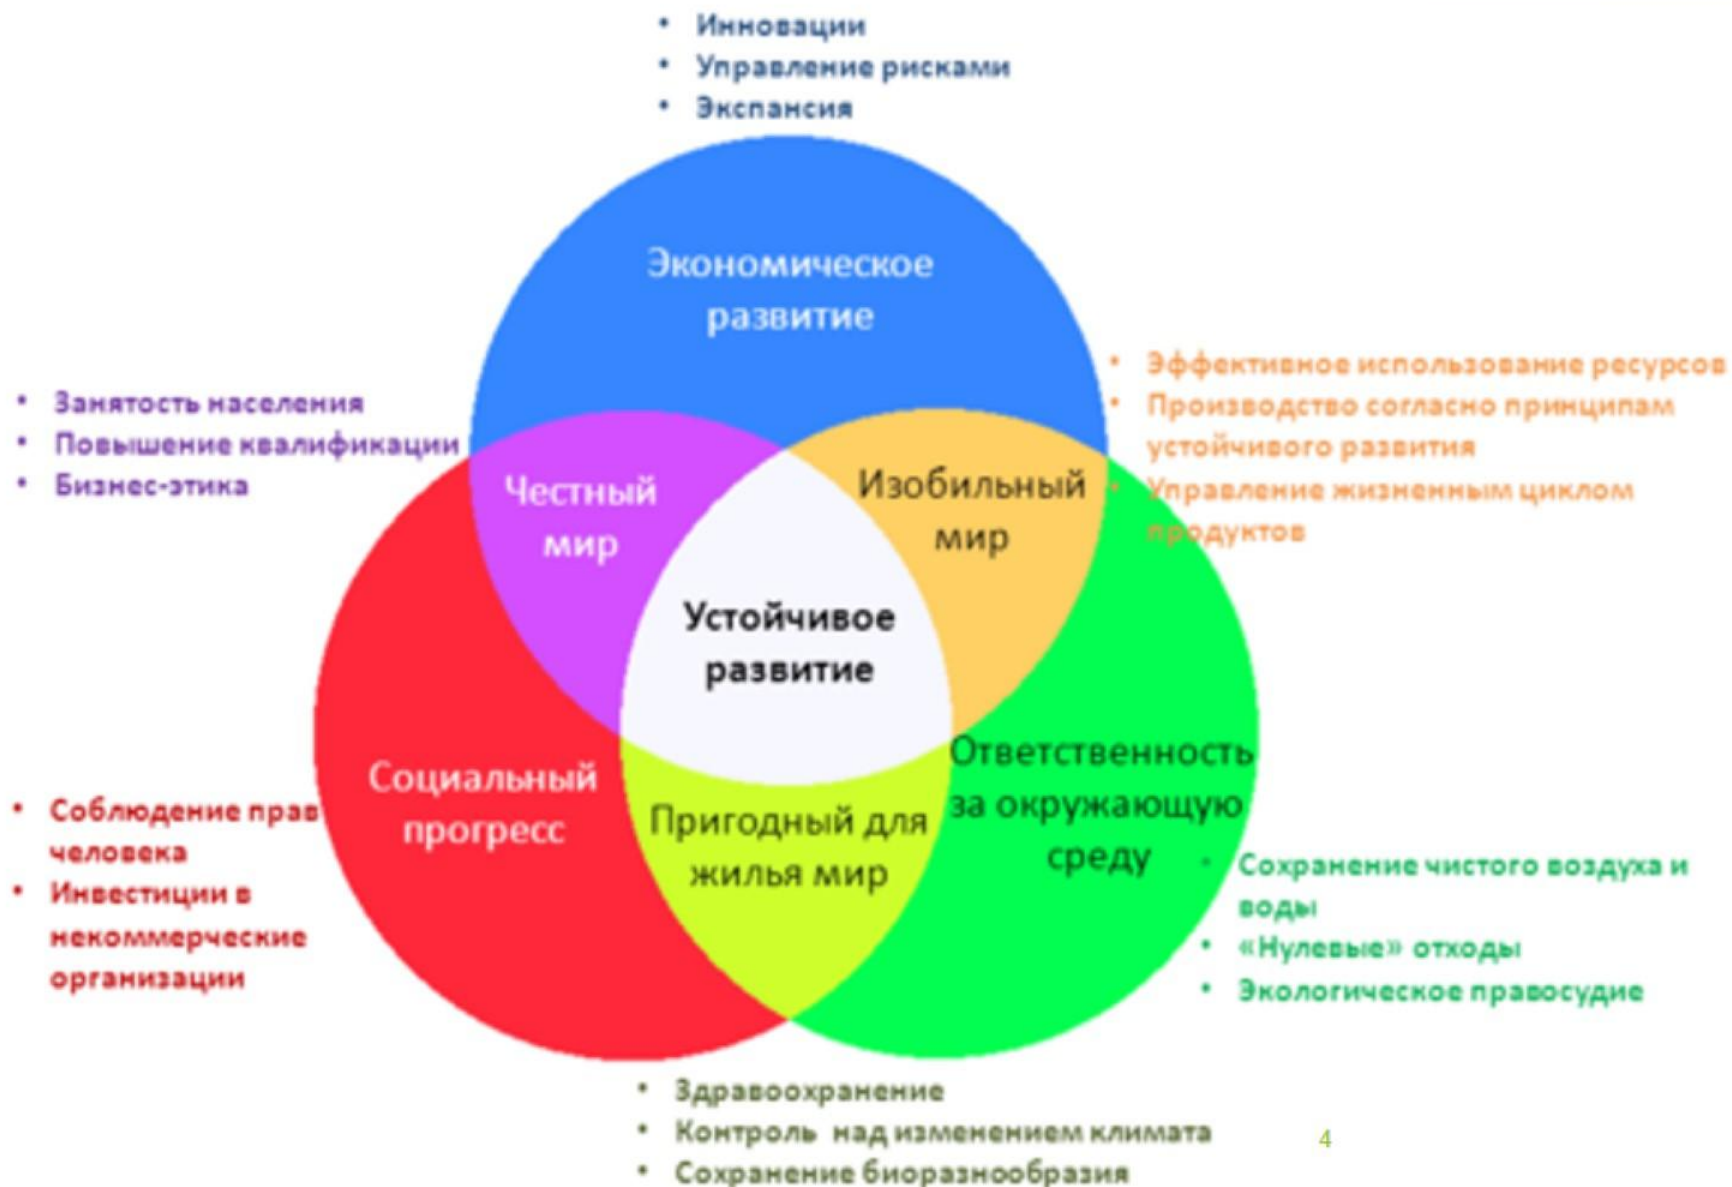 • Инновации
• Управление рисками
• Экспансия
Экономическое
развитие
• Занятость населения
• Повышение квалификации
• Бизнес-этика
• Эффективное использование ресурсов
• Производство согласно принципам
устойчивого развития
• Управление жизненным циклом
продуктов
Честный
мир
Изобильный
мир
Устойчивое
развитие
Социальный
прогресс
Пригодный для
жилья мир
Ответственность
за окружающую
среду
• Соблюдение прав
человека
• Инвестиции в
некоммерческие
организации
• Сохранение чистого воздуха и
воды
• «Нулевые» отходы
• Экологическое правосудие
• Здравоохранение
• Контроль над изменением климата
• Сохранение биоразнообразия
4